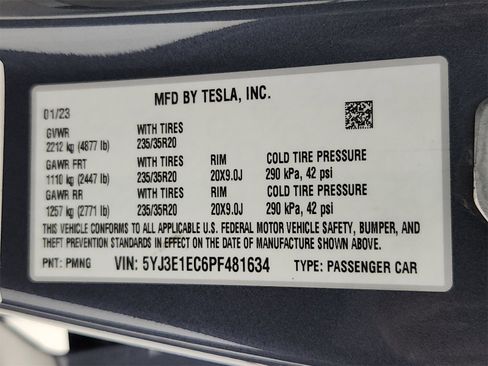 MFD BY TESLA, INC.
01/23
GVWR WITH TIRES
2212 kg (4877 lb) 235/35R20
GAWR FRT WITH TIRES RIM COLD TIRE PRESSURE
1110 kg (2447 lb) 235/35R20 20X9.0J 290 kPa, 42 psi
GAWR RR WITH TIRES RIM COLD TIRE PRESSURE
1257 kg (2771 lb) 235/35R20 20X9.0J 290 kPa, 42 psi
THIS VEHICLE CONFORMS TO ALL APPLICABLE U.S. FEDERAL MOTOR VEHICLE SAFETY, BUMPER, AND
THEFT PREVENTION STANDARDS IN EFFECT ON THE DATE OF MANUFACTURE SHOWN ABOVE.
PNT: PMNG VIN: 5YJ3E1EC6PF481634 TYPE: PASSENGER CAR